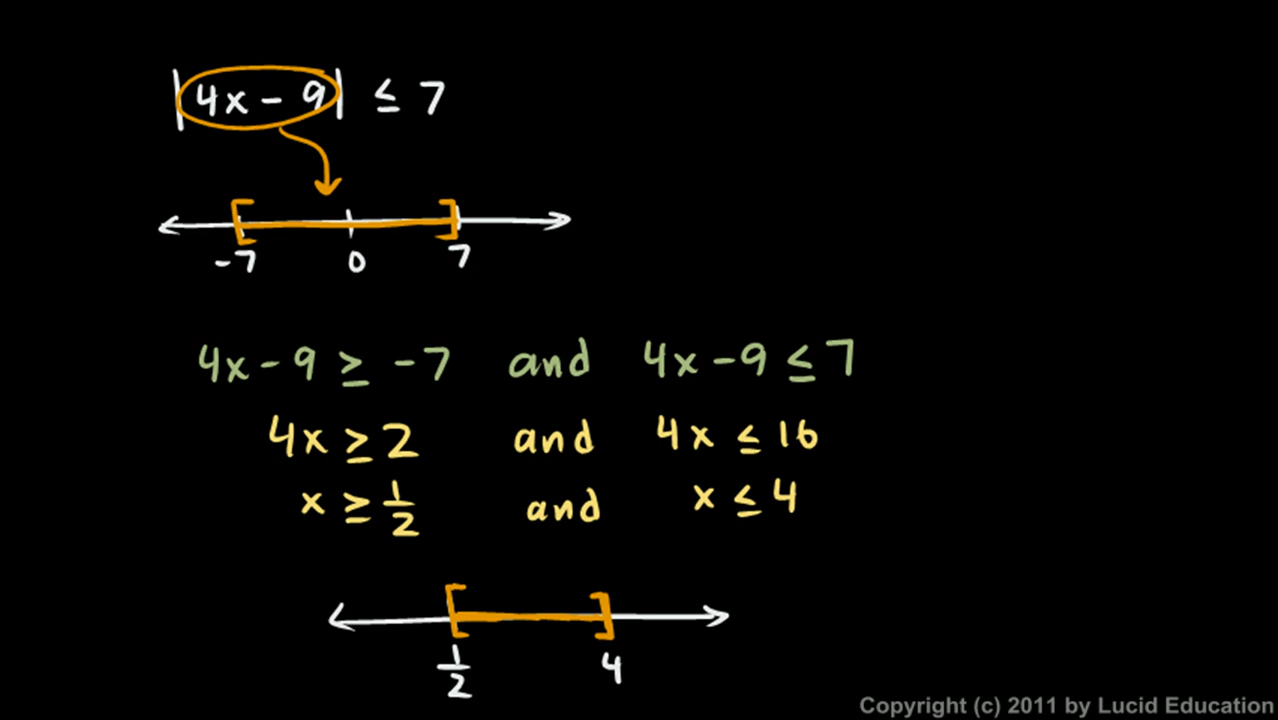 |4x - 9| ≤ 7
-7 0 7
4x - 9 ≥ -7 and 4x - 9 ≤ 7
4x ≥ 2 and 4x ≤ 16
x ≥ 1/2 and x ≤ 4
1/2 4
Copyright (c) 2011 by Lucid Education